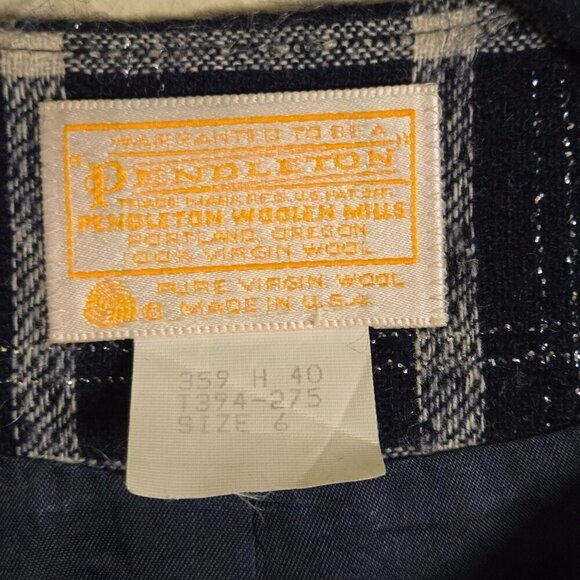 WARRANTED TO BE A
"PENDLETON"
TRADE MARK REG. U.S. PAT. OFF.
PENDLETON WOOLEN MILLS
PORTLAND, OREGON
100% VIRGIN WOOL
PURE VIRGIN WOOL
MADE IN U.S.A.
359 H 40
T394-275
SIZE 6